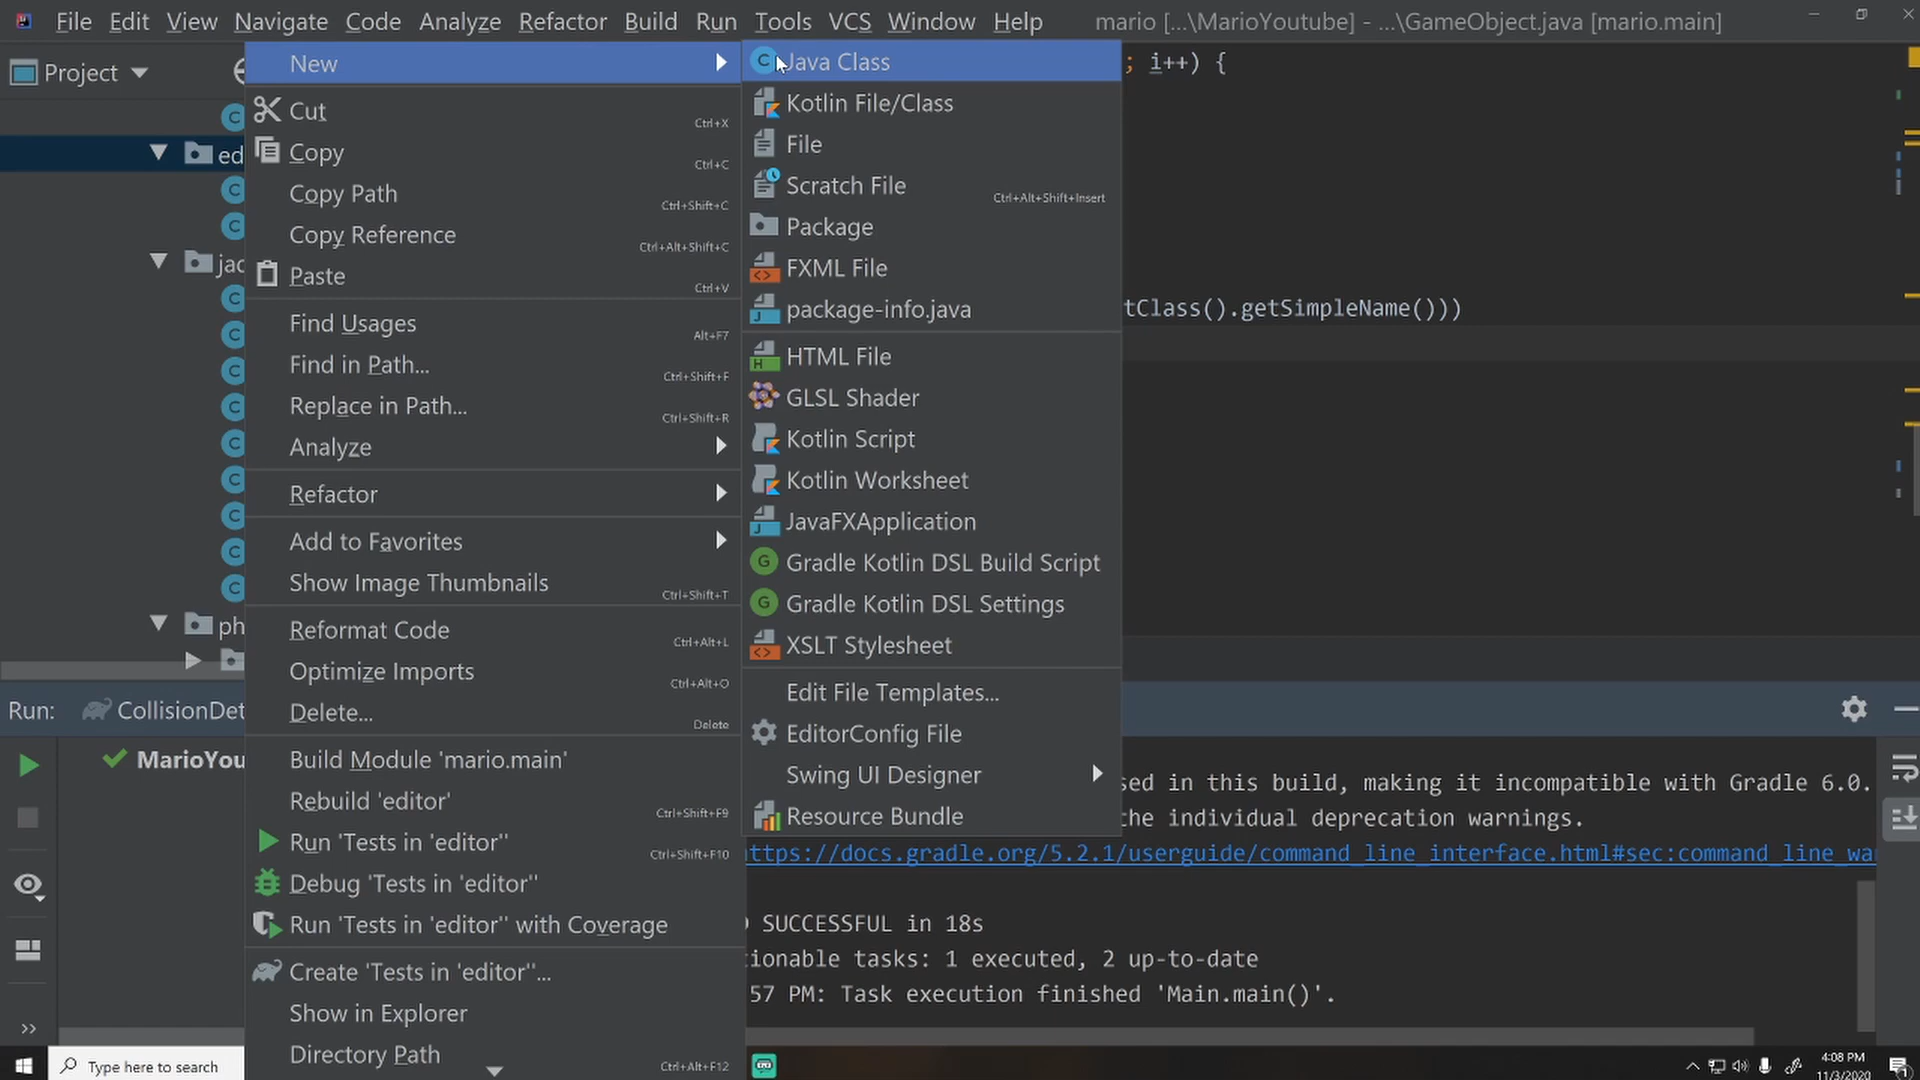 File Edit View Navigate Code Analyze Refactor Build Run Tools VCS Window Help mario [...\MarioYoutube] - ...\GameObject.java [mario.main]
Project
ed
jac
ph
New
Cut Ctrl+X
Copy Ctrl+C
Copy Path Ctrl+Shift+C
Copy Reference Ctrl+Alt+Shift+C
Paste Ctrl+V
Find Usages Alt+F7
Find in Path... Ctrl+Shift+F
Replace in Path... Ctrl+Shift+R
Analyze
Refactor
Add to Favorites
Show Image Thumbnails Ctrl+Shift+T
Reformat Code Ctrl+Alt+L
Optimize Imports Ctrl+Alt+O
Delete... Delete
Build Module 'mario.main'
Rebuild 'editor' Ctrl+Shift+F9
Run 'Tests in 'editor'' Ctrl+Shift+F10
Debug 'Tests in 'editor''
Run 'Tests in 'editor'' with Coverage
Create 'Tests in 'editor''...
Show in Explorer
Directory Path Ctrl+Alt+F12
Java Class
Kotlin File/Class
File
Scratch File Ctrl+Alt+Shift+Insert
Package
FXML File
package-info.java
HTML File
GLSL Shader
Kotlin Script
Kotlin Worksheet
JavaFXApplication
Gradle Kotlin DSL Build Script
Gradle Kotlin DSL Settings
XSLT Stylesheet
Edit File Templates...
EditorConfig File
Swing UI Designer
Resource Bundle
; i++) {
tClass().getSimpleName()))
Run: CollisionDet
MarioYou
sed in this build, making it incompatible with Gradle 6.0.
the individual deprecation warnings.
https://docs.gradle.org/5.2.1/userguide/command_line_interface.html#sec:command_line_wa
SUCCESSFUL in 18s
ionable tasks: 1 executed, 2 up-to-date
57 PM: Task execution finished 'Main.main()'.
Type here to search
4:08 PM
11/3/2020
1